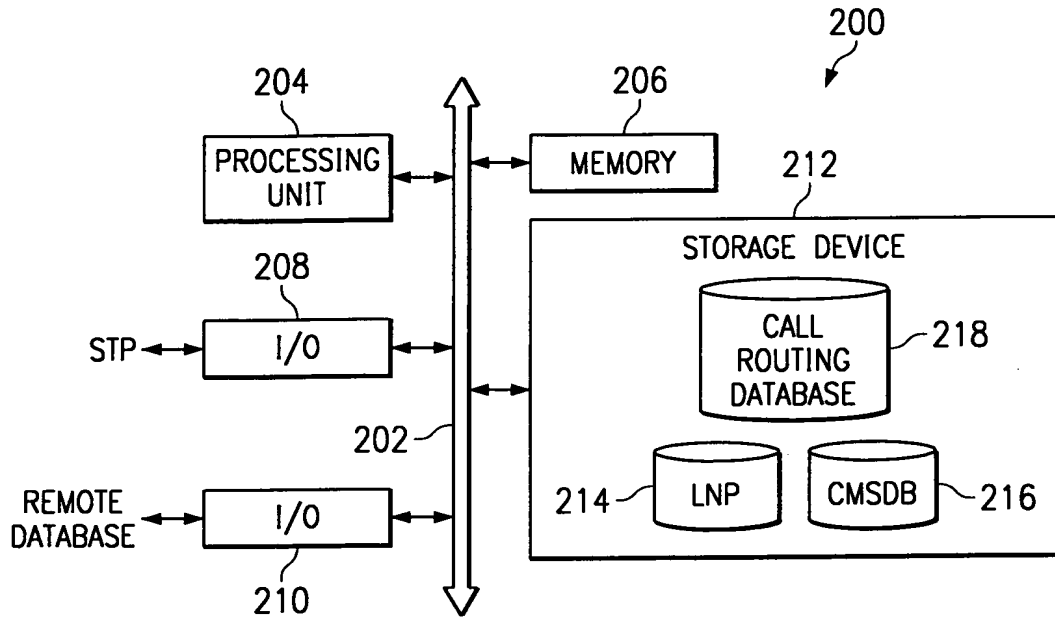 200
204
206
PROCESSING
UNIT
MEMORY
212
STORAGE DEVICE
208
STP
I/O
CALL
ROUTING
DATABASE
218
202
214
LNP
CMSDB
216
REMOTE
DATABASE
I/O
210